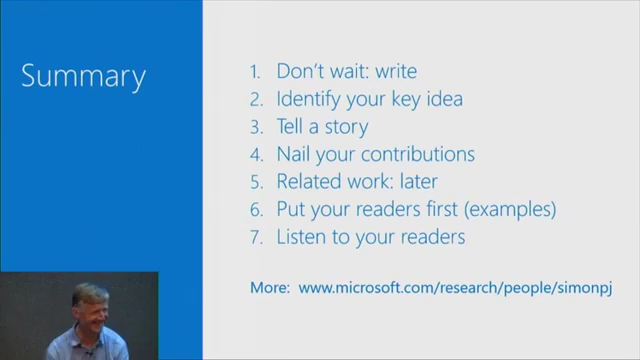 Summary
1. Don't wait: write
2. Identify your key idea
3. Tell a story
4. Nail your contributions
5. Related work: later
6. Put your readers first (examples)
7. Listen to your readers
More: www.microsoft.com/research/people/simonpj